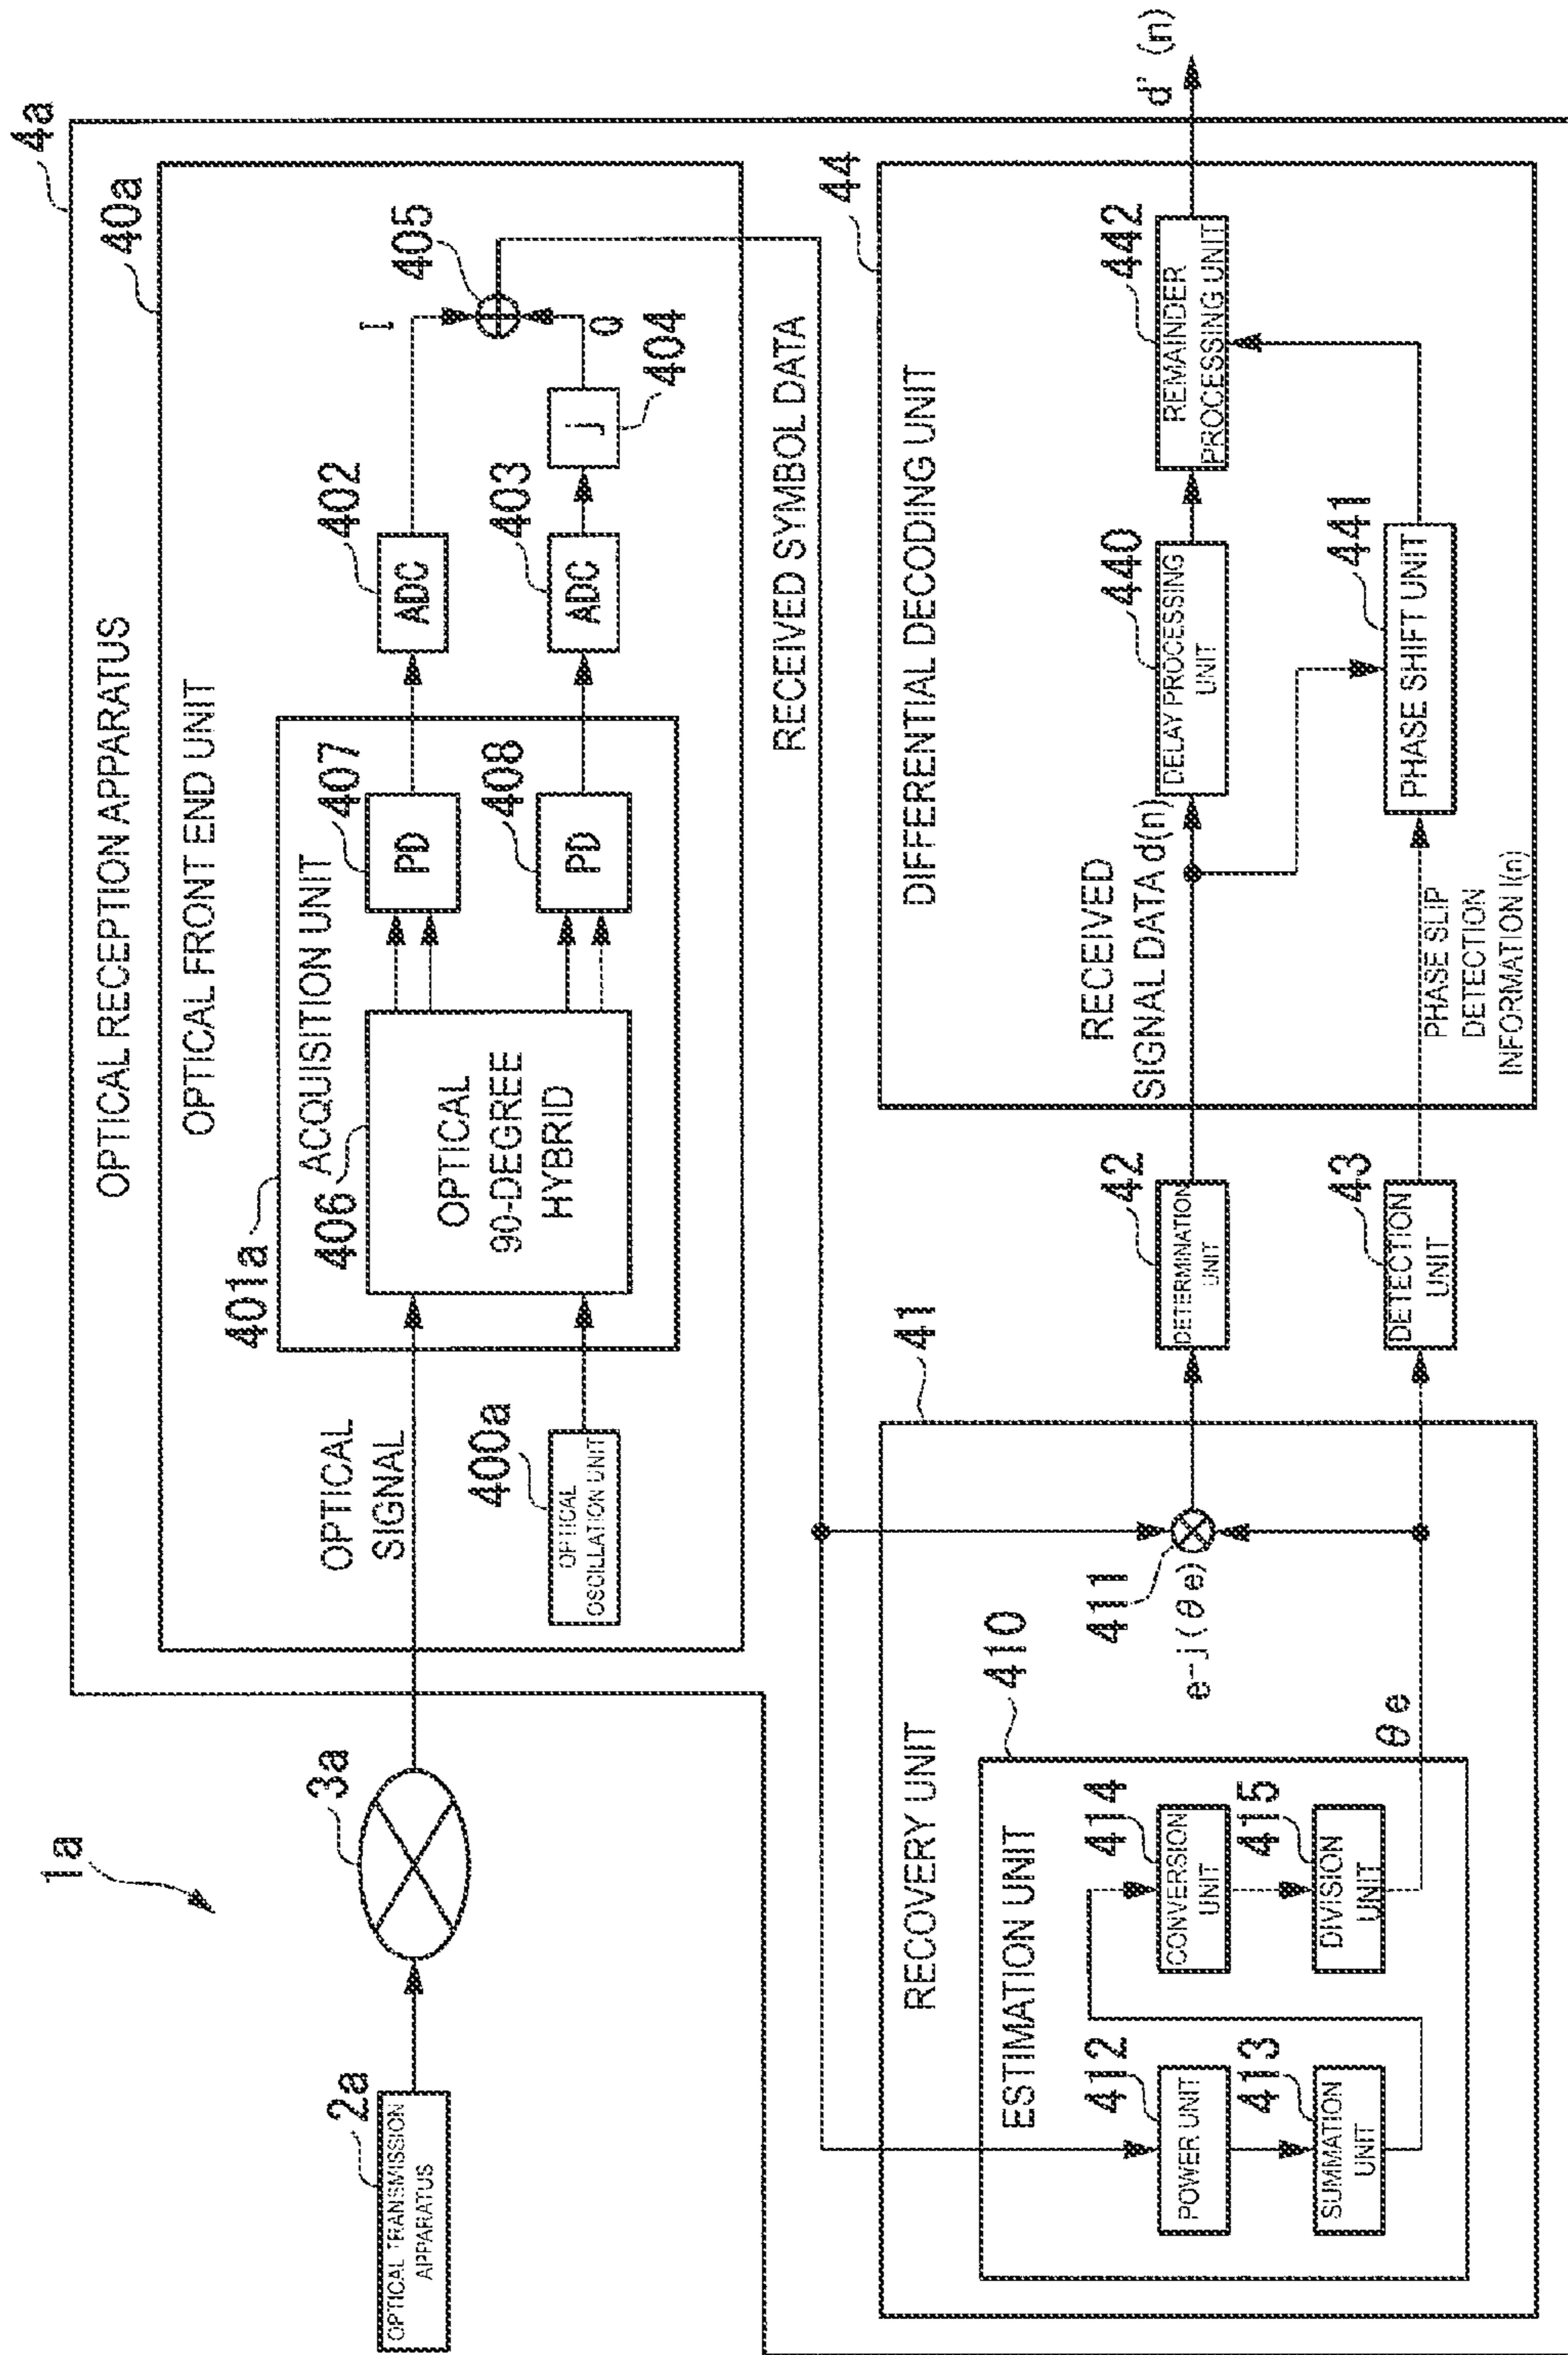 1a
2a
OPTICAL TRANSMISSION
APPARATUS
3a
4a
OPTICAL RECEPTION APPARATUS
40a
OPTICAL FRONT END UNIT
OPTICAL
SIGNAL
400a
OPTICAL
OSCILLATION UNIT
401a
ACQUISITION UNIT
406
OPTICAL
90-DEGREE
HYBRID
407
PD
408
PD
402
ADC
403
ADC
I
405
Q
j
404
RECEIVED SYMBOL DATA
RECOVERY UNIT
41
ESTIMATION UNIT
410
412
POWER UNIT
413
SUMMATION
UNIT
414
CONVERSION
UNIT
415
DIVISION
UNIT
θe
411
e-j(θe)
42
DETERMINATION
UNIT
43
DETECTION
UNIT
DIFFERENTIAL DECODING UNIT
44
RECEIVED
SIGNAL DATA d(n)
440
DELAY PROCESSING
UNIT
442
REMAINDER
PROCESSING UNIT
441
PHASE SHIFT UNIT
PHASE SLIP
DETECTION
INFORMATION I(n)
d' (n)